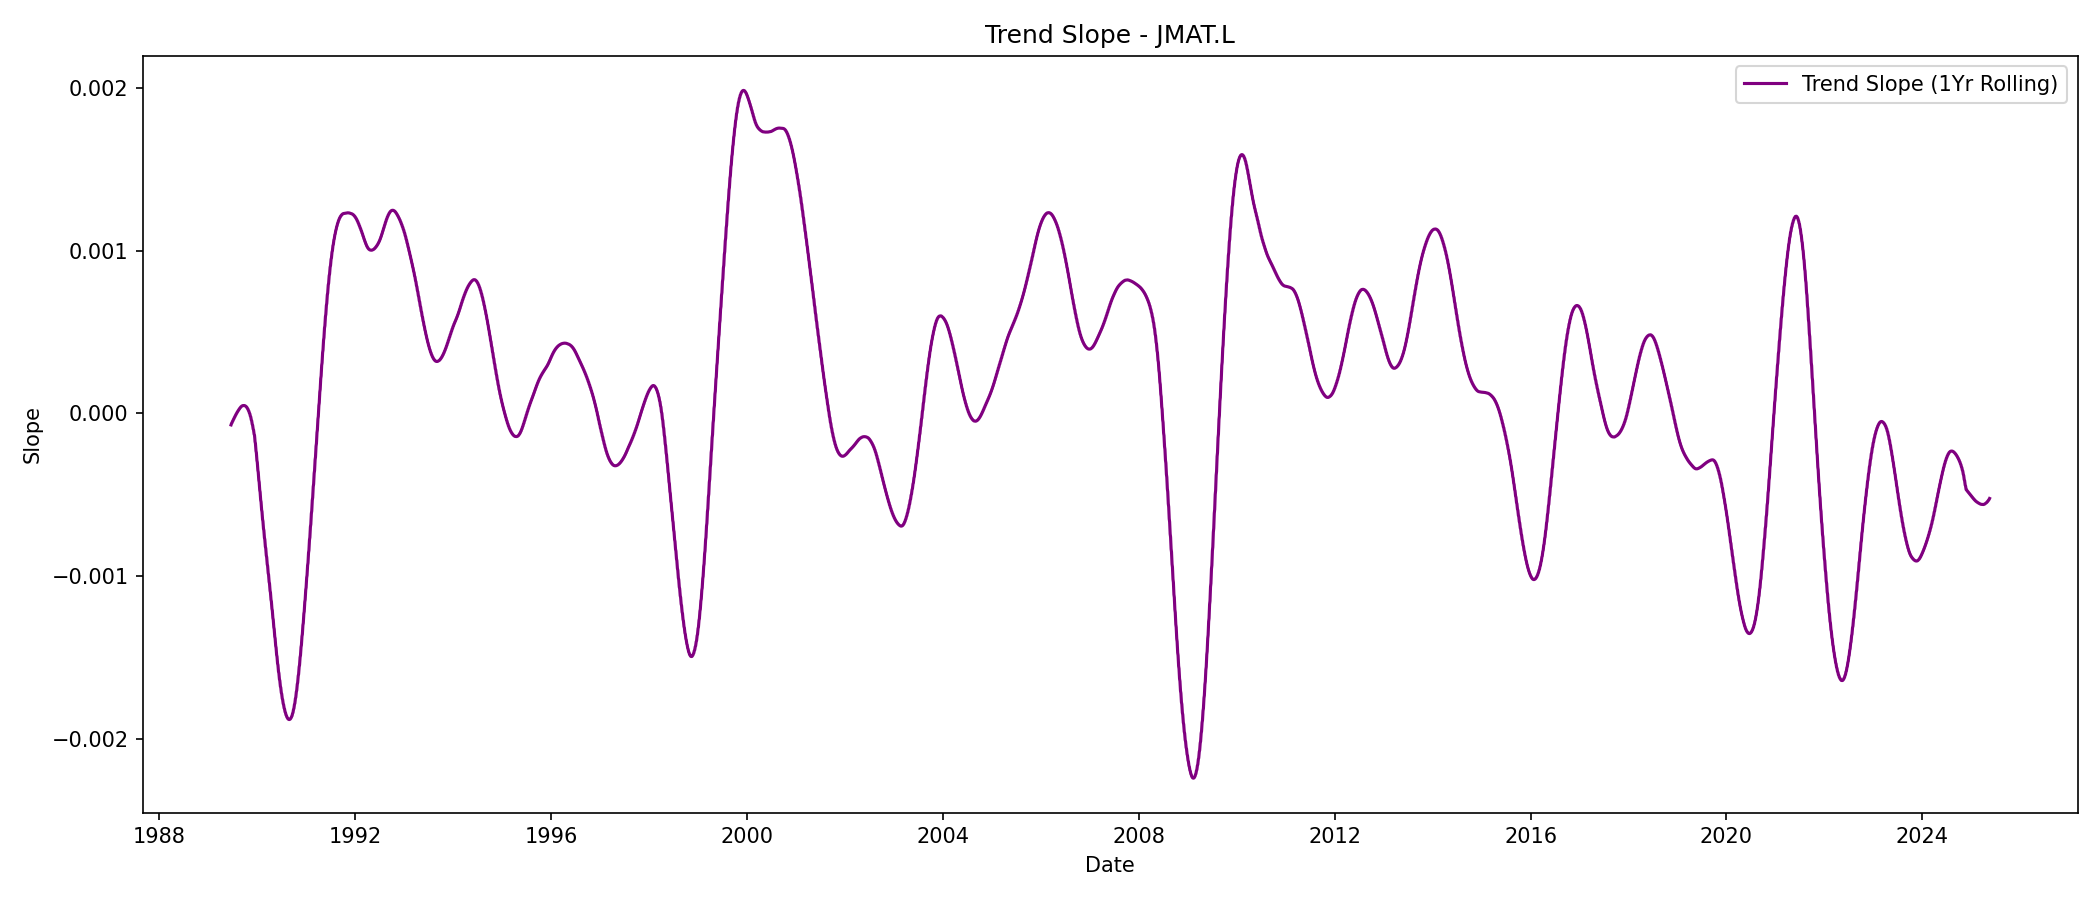 Trend Slope - JMAT.L
Trend Slope (1Yr Rolling)
0.002
0.001
0.000
−0.001
−0.002
Slope
1988 1992 1996 2000 2004 2008 2012 2016 2020 2024
Date